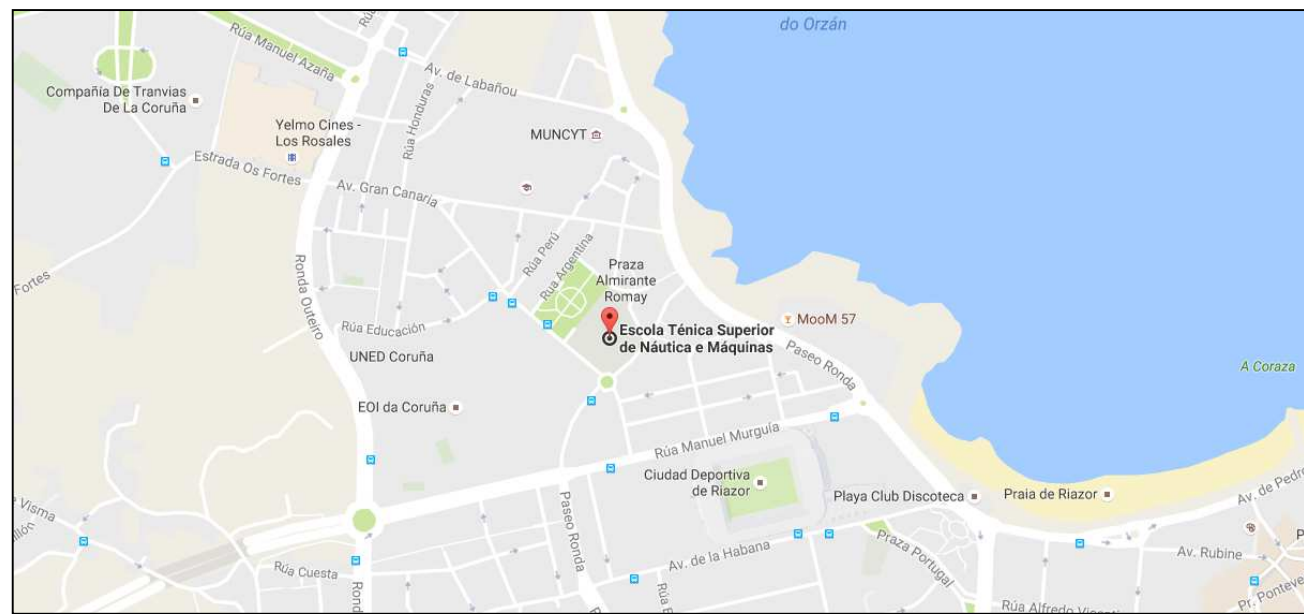 do Orzán
Rúa Manuel Azaña
Av. de Labañou
Compañía De Tranvias
De La Coruña
Rúa Honduras
Yelmo Cines -
Los Rosales
MUNCYT
Estrada Os Fortes
Av. Gran Canaria
Rúa Perú
Rua Argentina
Praza
Almirante
Romay
Fortes
Ronda Outeiro
Rúa Educación
Escola Ténica Superior
de Náutica e Máquinas
MooM 57
Paseo Ronda
UNED Coruña
A Coraza
EOI da Coruña
Rúa Manuel Murguía
Ciudad Deportiva
de Riazor
Playa Club Discoteca
Praia de Riazor
Av. de Pedro
Visma
Paseo Ronda
Av. de la Habana
Praza Portugal
Av. Rubine
Rúa Cuesta
Rond
Rúa Alfredo
Pr. Ponteve